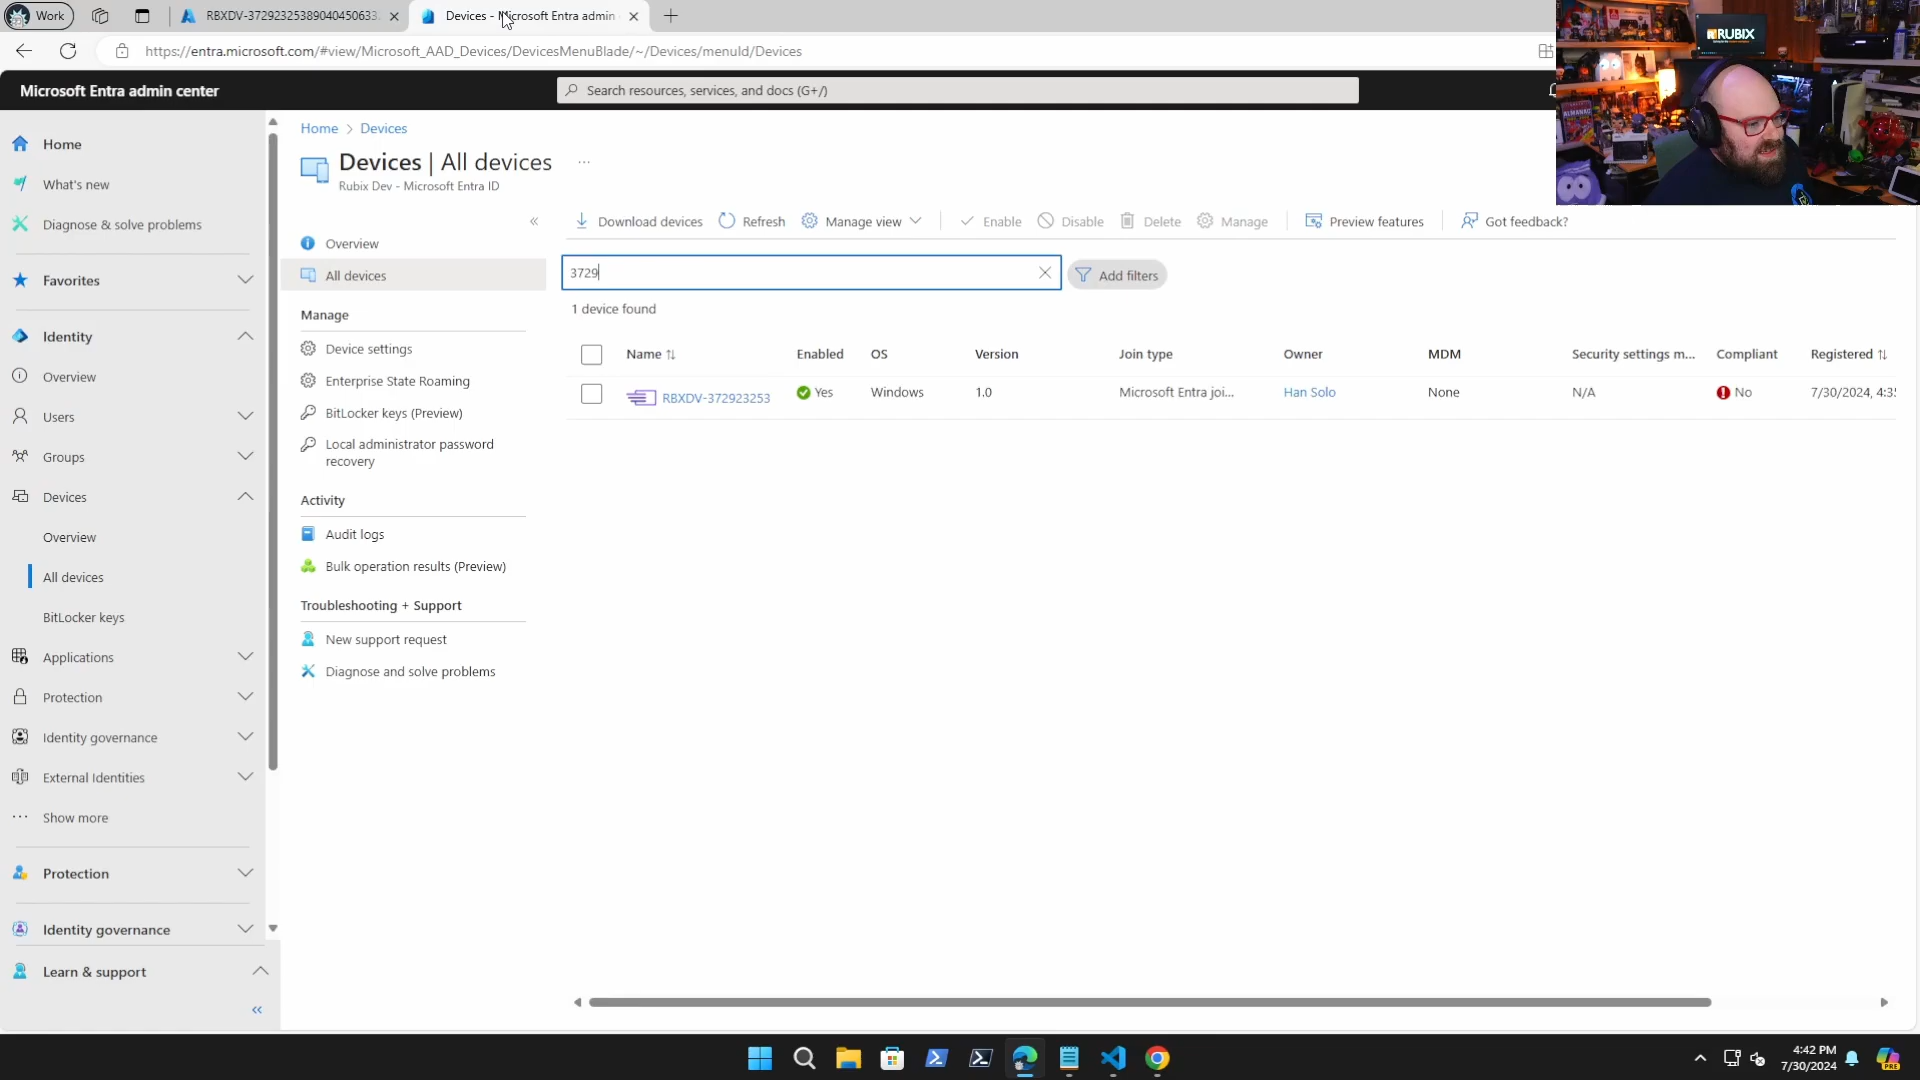 Work
RBXDV-37292325389040450633
Devices - Microsoft Entra admin
https://entra.microsoft.com/#view/Microsoft_AAD_Devices/DevicesMenuBlade/~/Devices/menuId/Devices
RUBIX
Microsoft Entra admin center
Search resources, services, and docs (G+/)
Home
What's new
Diagnose & solve problems
Favorites
Identity
Overview
Users
Groups
Devices
Overview
All devices
BitLocker keys
Applications
Protection
Identity governance
External Identities
Show more
Protection
Identity governance
Learn & support
Home > Devices
Devices | All devices
Rubix Dev - Microsoft Entra ID
Overview
All devices
Manage
Device settings
Enterprise State Roaming
BitLocker keys (Preview)
Local administrator password
recovery
Activity
Audit logs
Bulk operation results (Preview)
Troubleshooting + Support
New support request
Diagnose and solve problems
Download devices Refresh Manage view Enable Disable Delete Manage Preview features Got feedback?
3729
Add filters
1 device found
Name Enabled OS Version Join type Owner MDM Security settings m... Compliant Registered
RBXDV-372923253 Yes Windows 1.0 Microsoft Entra joi... Han Solo None N/A No 7/30/2024, 4:35
4:42 PM
7/30/2024
PRE